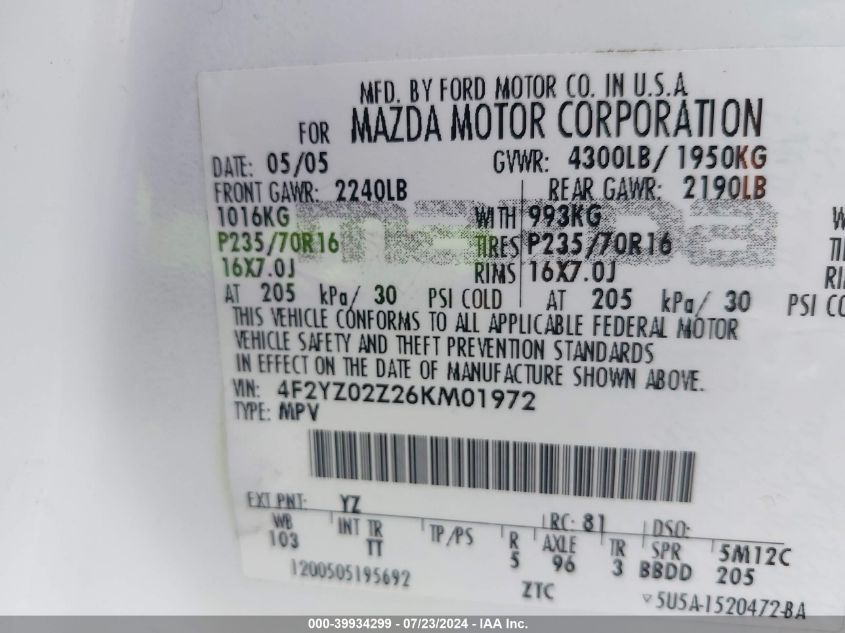 MFD. BY FORD MOTOR CO. IN U.S.A
FOR MAZDA MOTOR CORPORATION
DATE: 05/05 GVWR: 4300LB/ 1950KG
FRONT GAWR: 2240LB REAR GAWR: 2190LB
1016KG WITH 993KG
P235/70R16 TIRES P235/70R16
16X7.0J RIMS 16X7.0J
AT 205 kPa/ 30 PSI COLD AT 205 kPa/ 30 PSI CO
THIS VEHICLE CONFORMS TO ALL APPLICABLE FEDERAL MOTOR
VEHICLE SAFETY AND THEFT PREVENTION STANDARDS
IN EFFECT ON THE DATE OF MANUFACTURE SHOWN ABOVE.
VIN: 4F2YZ02Z26KM01972
TYPE: MPV
EXT PNT: YZ RC: 81 DSO:
WB INT TR TP/PS R AXLE TR SPR 5M12C
103 TT 5 96 3 BBDD 205
1200505195692 ZTC 5U5A-1520472-BA
000-39934299 - 07/23/2024 - IAA Inc.